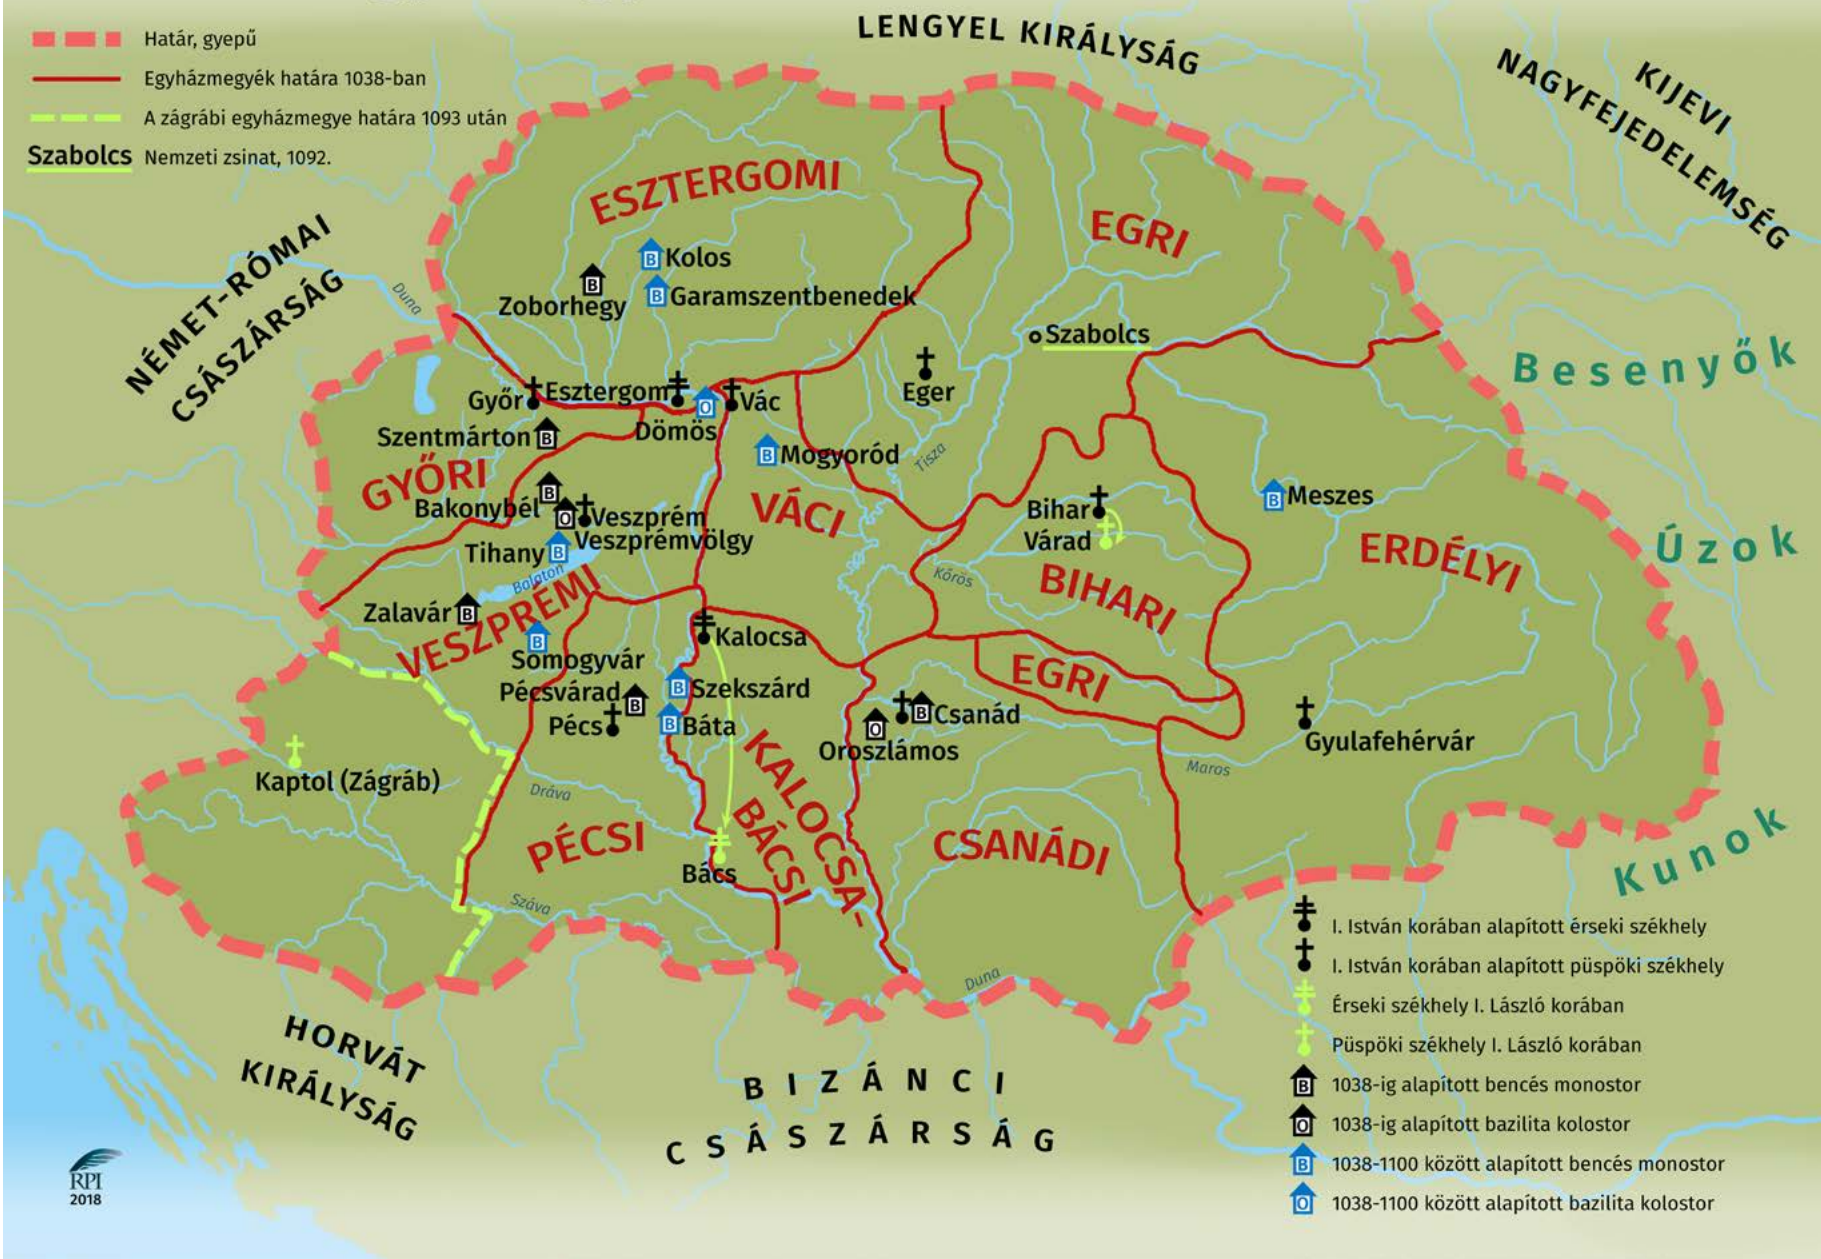 Határ, gyepű
Egyházmegyék határa 1038-ban
A zágrábi egyházmegye határa 1093 után
Szabolcs Nemzeti zsinat, 1092.
LENGYEL KIRÁLYSÁG
KIJEVI
NAGYFEJEDELEMSÉG
NÉMET-RÓMAI
CSÁSZÁRSÁG
ESZTERGOMI
EGRI
Kolos
Zoborhegy
Garamszentbenedek
Duna
Szabolcs
Besenyők
Győr
Esztergom
Vác
Eger
Szentmárton
Dömös
Mogyoród
Tisza
GYŐRI
Bakonybél
Veszprém
Veszprémvölgy
VÁCI
Bihar
Várad
Meszes
Úzok
ERDÉLYI
Tihany
Balaton
Kőrös
BIHARI
Zalavár
VESZPRÉMI
Kalocsa
Somogyvár
Szekszárd
EGRI
Pécsvárad
Pécs
Báta
Csanád
Oroszlámos
Gyulafehérvár
Kaptol (Zágráb)
Maros
Dráva
KALOCSA-
BÁCSI
PÉCSI
CSANÁDI
Kunok
Bács
Száva
Duna
HORVÁT
KIRÁLYSÁG
BIZÁNCI
CSÁSZÁRSÁG
I. István korában alapított érseki székhely
I. István korában alapított püspöki székhely
Érseki székhely I. László korában
Püspöki székhely I. László korában
B 1038-ig alapított bencés monostor
O 1038-ig alapított bazilita kolostor
B 1038-1100 között alapított bencés monostor
O 1038-1100 között alapított bazilita kolostor
RPI
2018